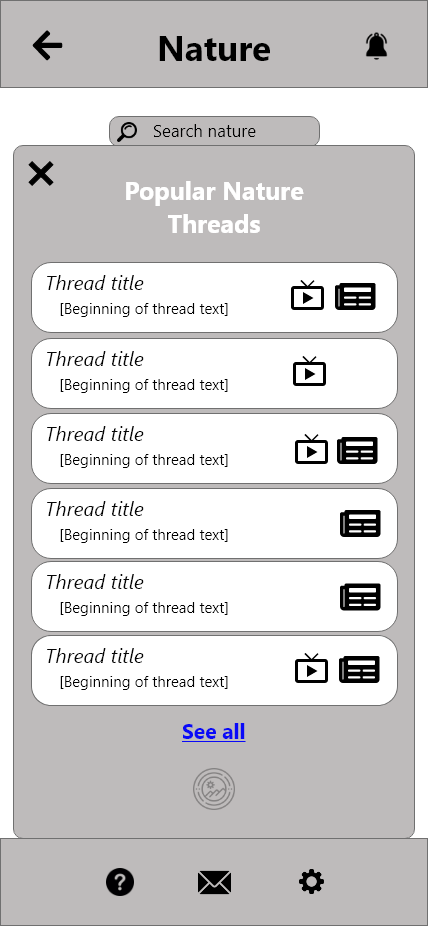 Nature
Search nature
Popular Nature
Threads
Thread title
[Beginning of thread text]
Thread title
[Beginning of thread text]
Thread title
[Beginning of thread text]
Thread title
[Beginning of thread text]
Thread title
[Beginning of thread text]
Thread title
[Beginning of thread text]
See all
?